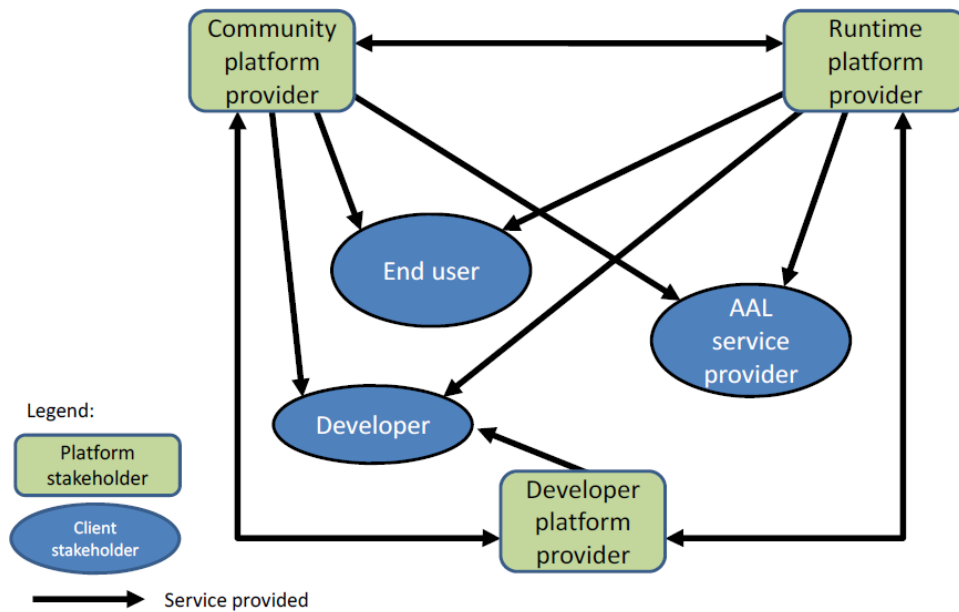 Community
platform
provider
Runtime
platform
provider
End user
AAL
service
provider
Developer
Legend:
Platform
stakeholder
Developer
platform
provider
Client
stakeholder
Service provided